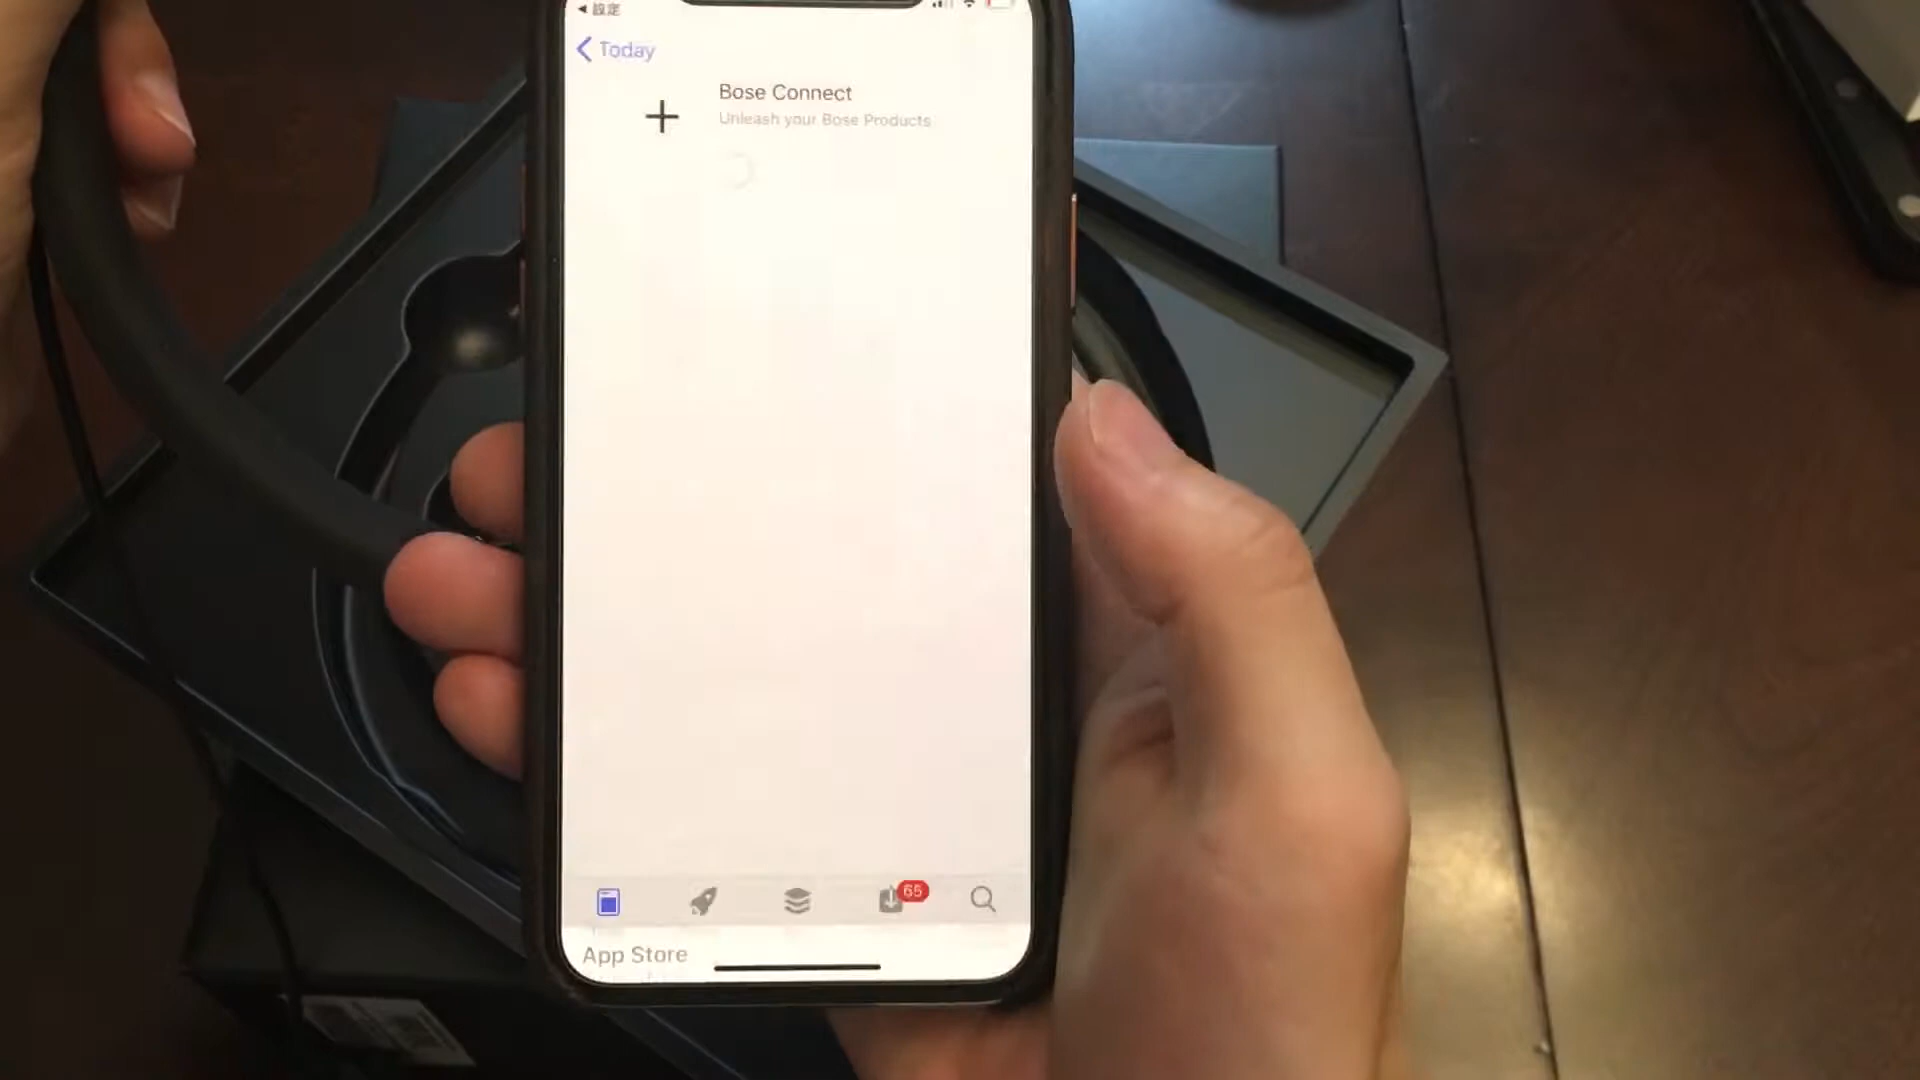 設定
Today
Bose Connect
Unleash your Bose Products
65
App Store